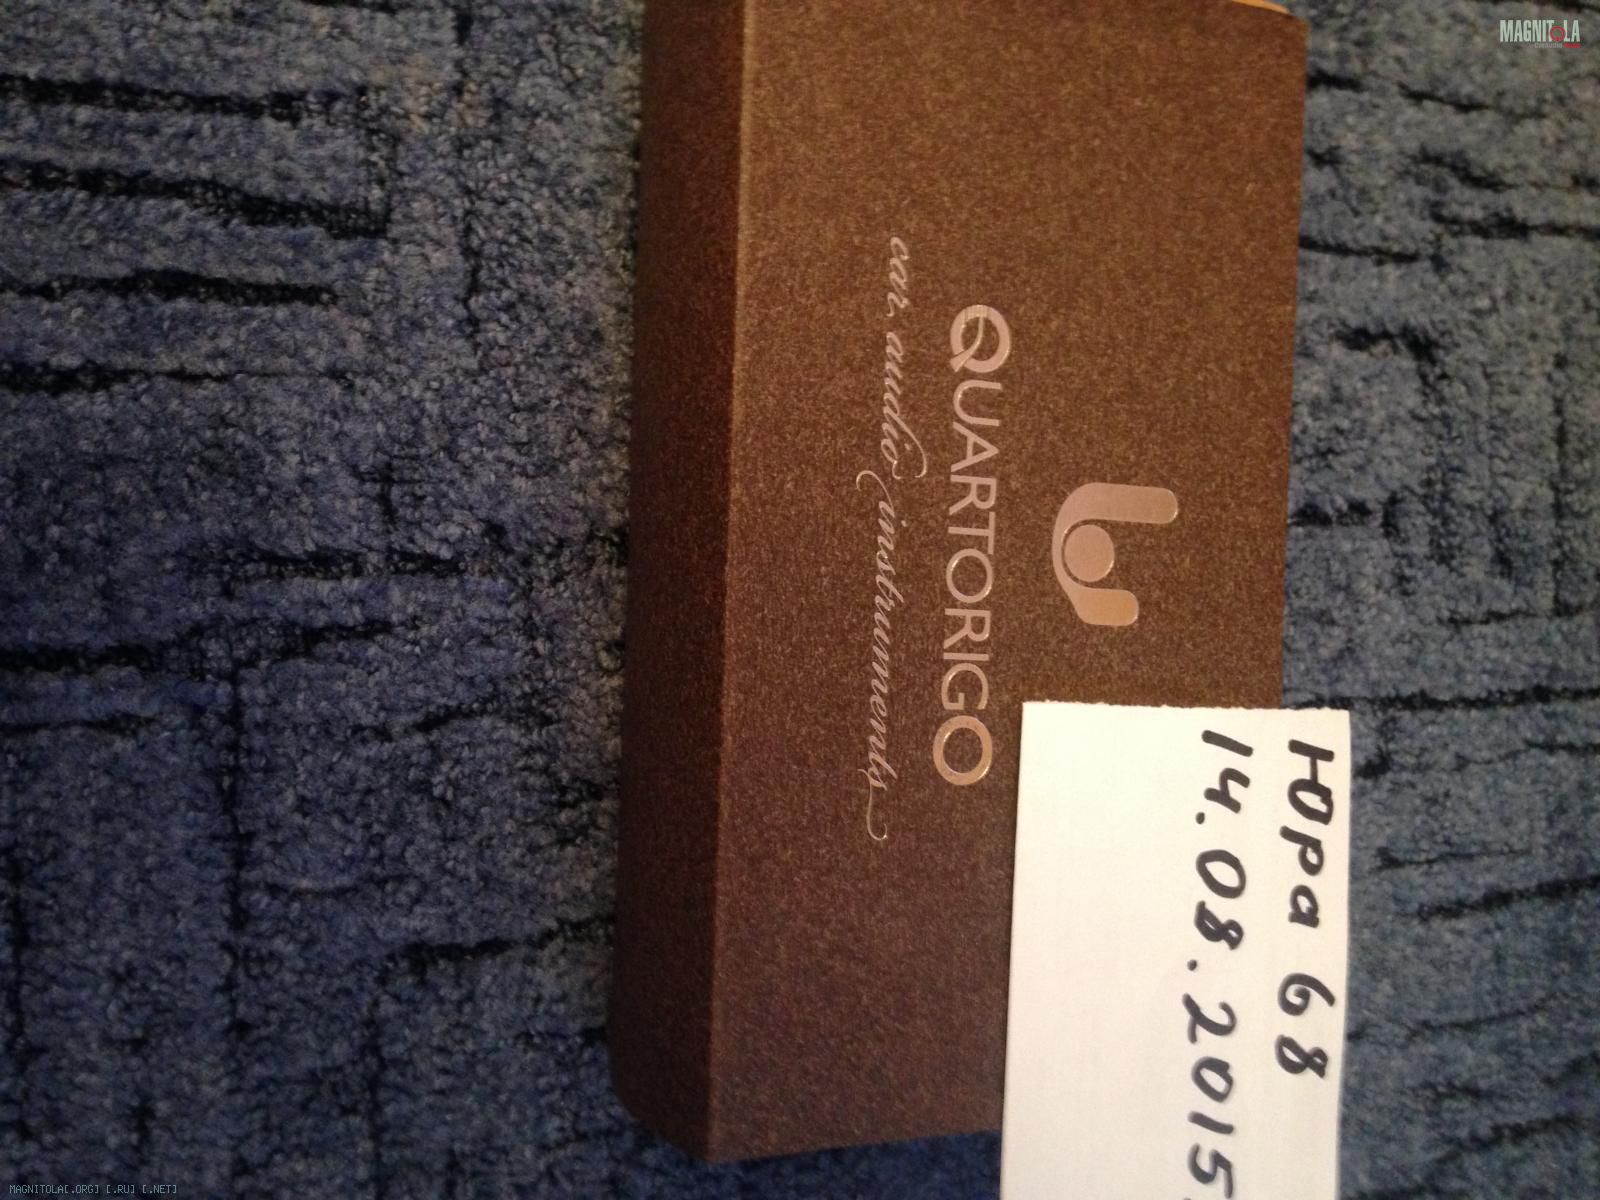 QUARTORIGO
car audio instruments
Юра 68
14.08.2015.
MAGNITOLA
MAGNITOLA[.ORG] [.RU] [.NET]